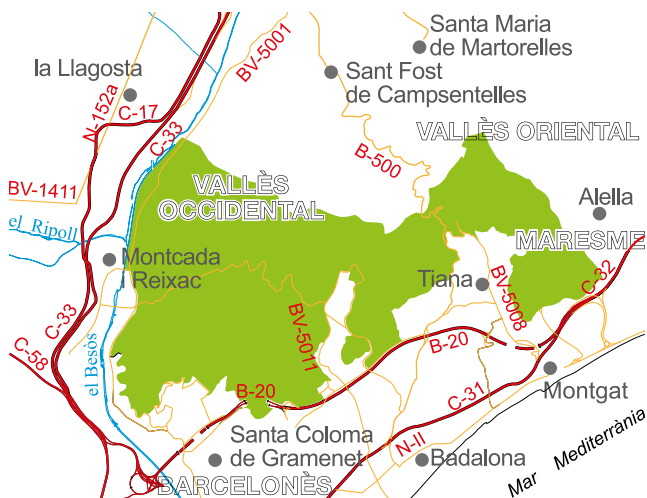 Santa Maria
de Martorelles
la Llagosta
BV-5001
Sant Fost
de Campsentelles
N-152a
C-17
C-33
VALLÈS ORIENTAL
B-500
BV-1411
VALLÈS
OCCIDENTAL
Alella
el Ripoll
MARESME
Montcada
i Reixac
Tiana
C-32
BV-5008
C-33
BV-5011
C-58
el Besòs
B-20
B-20
Montgat
C-31
Santa Coloma
de Gramenet
N-II
Badalona
BARCELONÈS
Mar Mediterrània